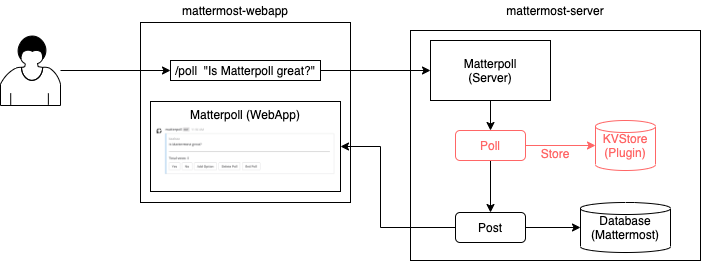 mattermost-webapp
mattermost-server
/poll "Is Matterpoll great?"
Matterpoll
(Server)
Matterpoll (WebApp)
Poll
Store
KVStore
(Plugin)
Post
Database
(Mattermost)